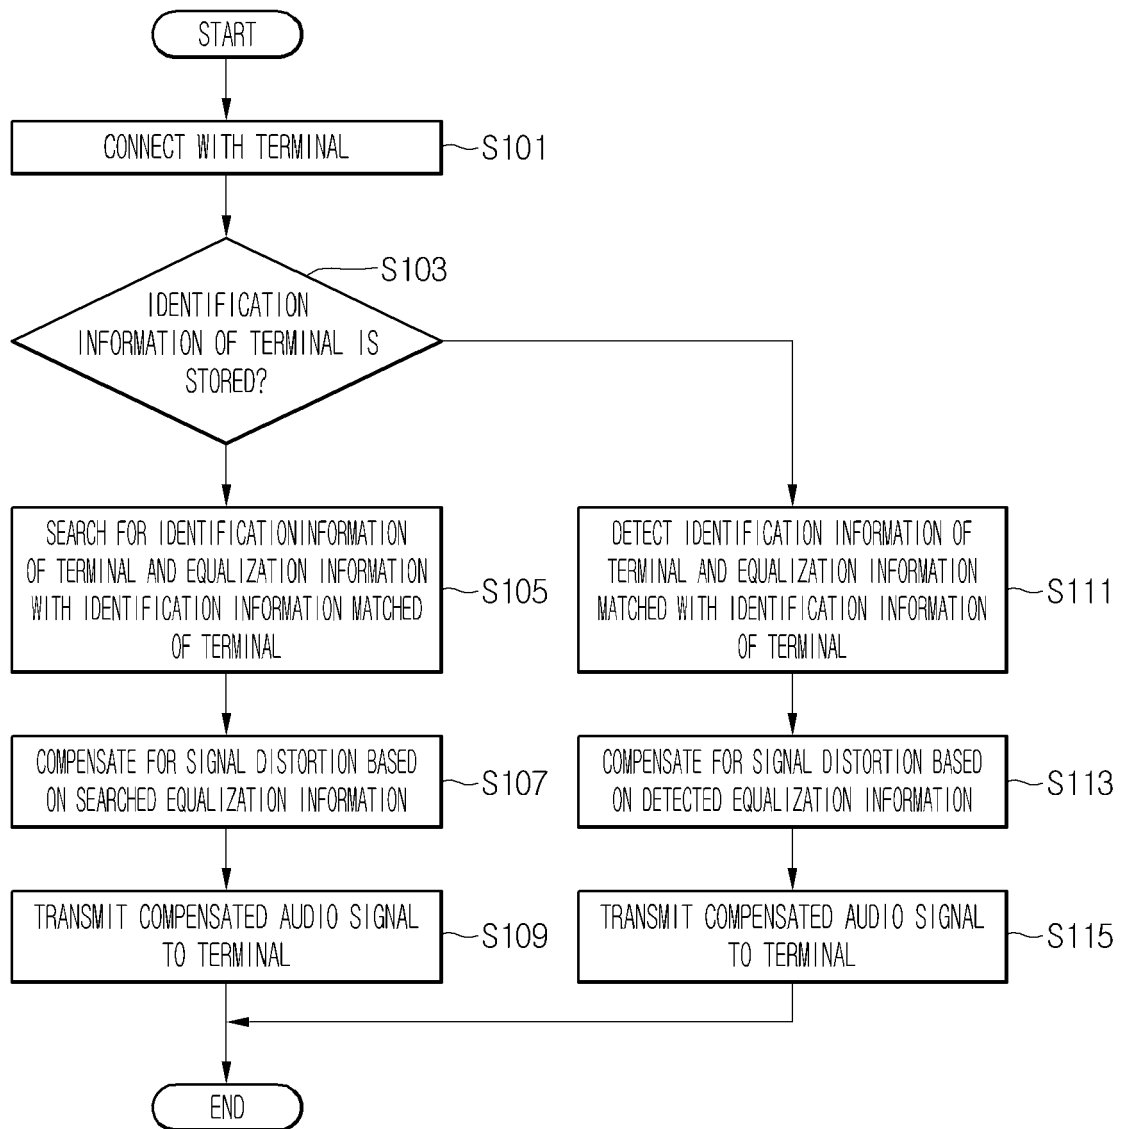 START
CONNECT WITH TERMINAL
S101
S103
IDENTIFICATION
INFORMATION OF TERMINAL IS
STORED?
SEARCH FOR IDENTIFICATIONINFORMATION
OF TERMINAL AND EQUALIZATION INFORMATION
WITH IDENTIFICATION INFORMATION MATCHED
OF TERMINAL
S105
DETECT IDENTIFICATION INFORMATION OF
TERMINAL AND EQUALIZATION INFORMATION
MATCHED WITH IDENTIFICATION INFORMATION
OF TERMINAL
S111
COMPENSATE FOR SIGNAL DISTORTION BASED
ON SEARCHED EQUALIZATION INFORMATION
S107
COMPENSATE FOR SIGNAL DISTORTION BASED
ON DETECTED EQUALIZATION INFORMATION
S113
TRANSMIT COMPENSATED AUDIO SIGNAL
TO TERMINAL
S109
TRANSMIT COMPENSATED AUDIO SIGNAL
TO TERMINAL
S115
END